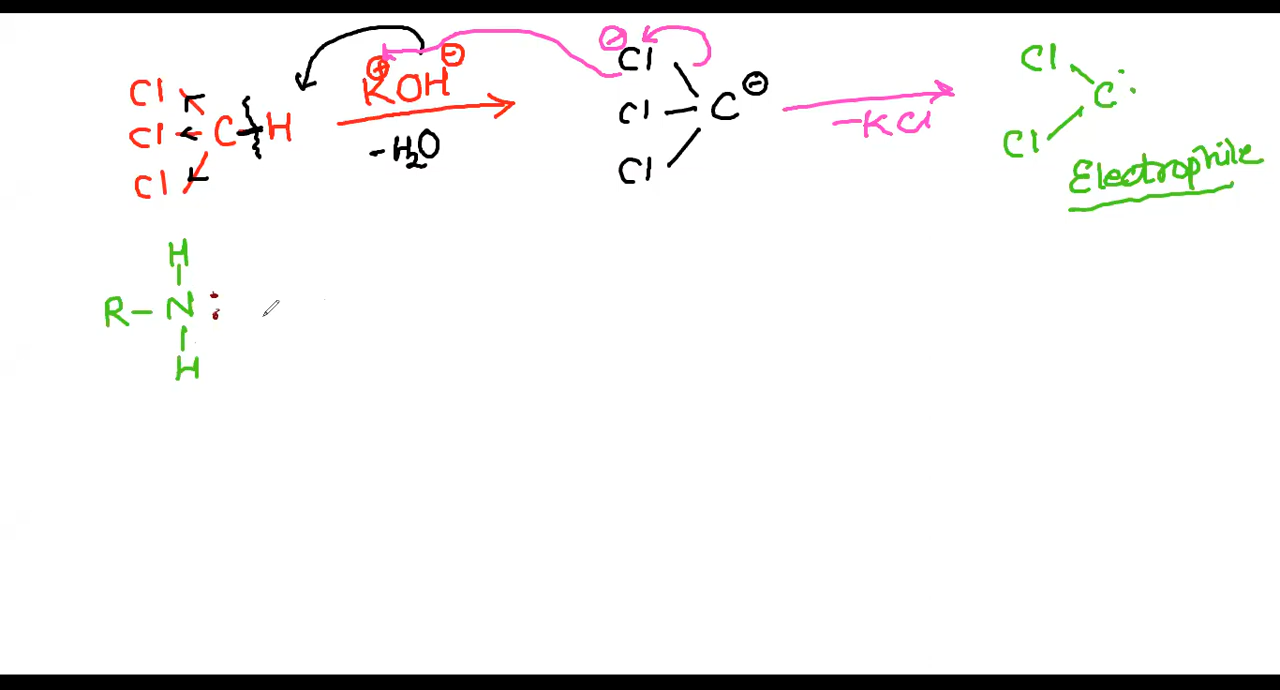 Cl
Cl – C – H
Cl
⊕ ⊖
KOH
-H₂O
⊖
Cl
Cl – C ⊖
Cl
-KCl
Cl
C :
Cl
Electrophile
H
R – N :
H